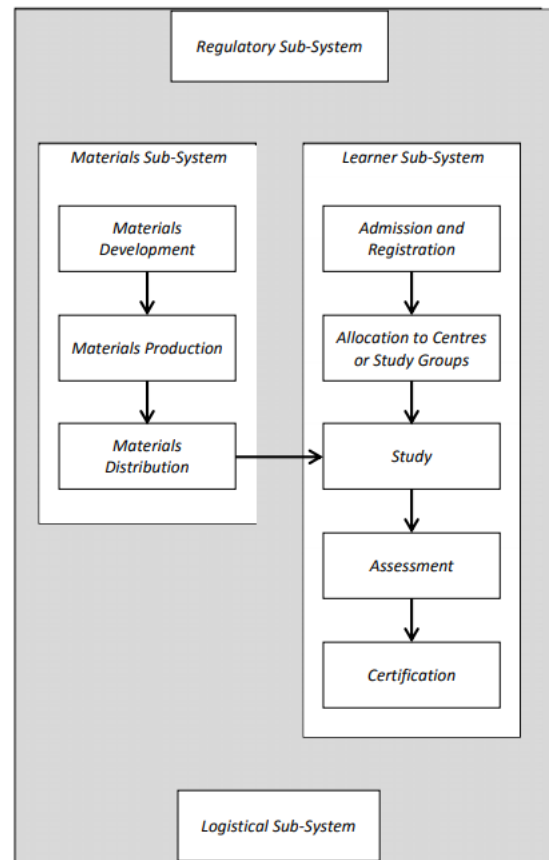 Regulatory Sub-System
Materials Sub-System
Materials
Development
Materials Production
Materials
Distribution
Learner Sub-System
Admission and
Registration
Allocation to Centres
or Study Groups
Study
Assessment
Certification
Logistical Sub-System